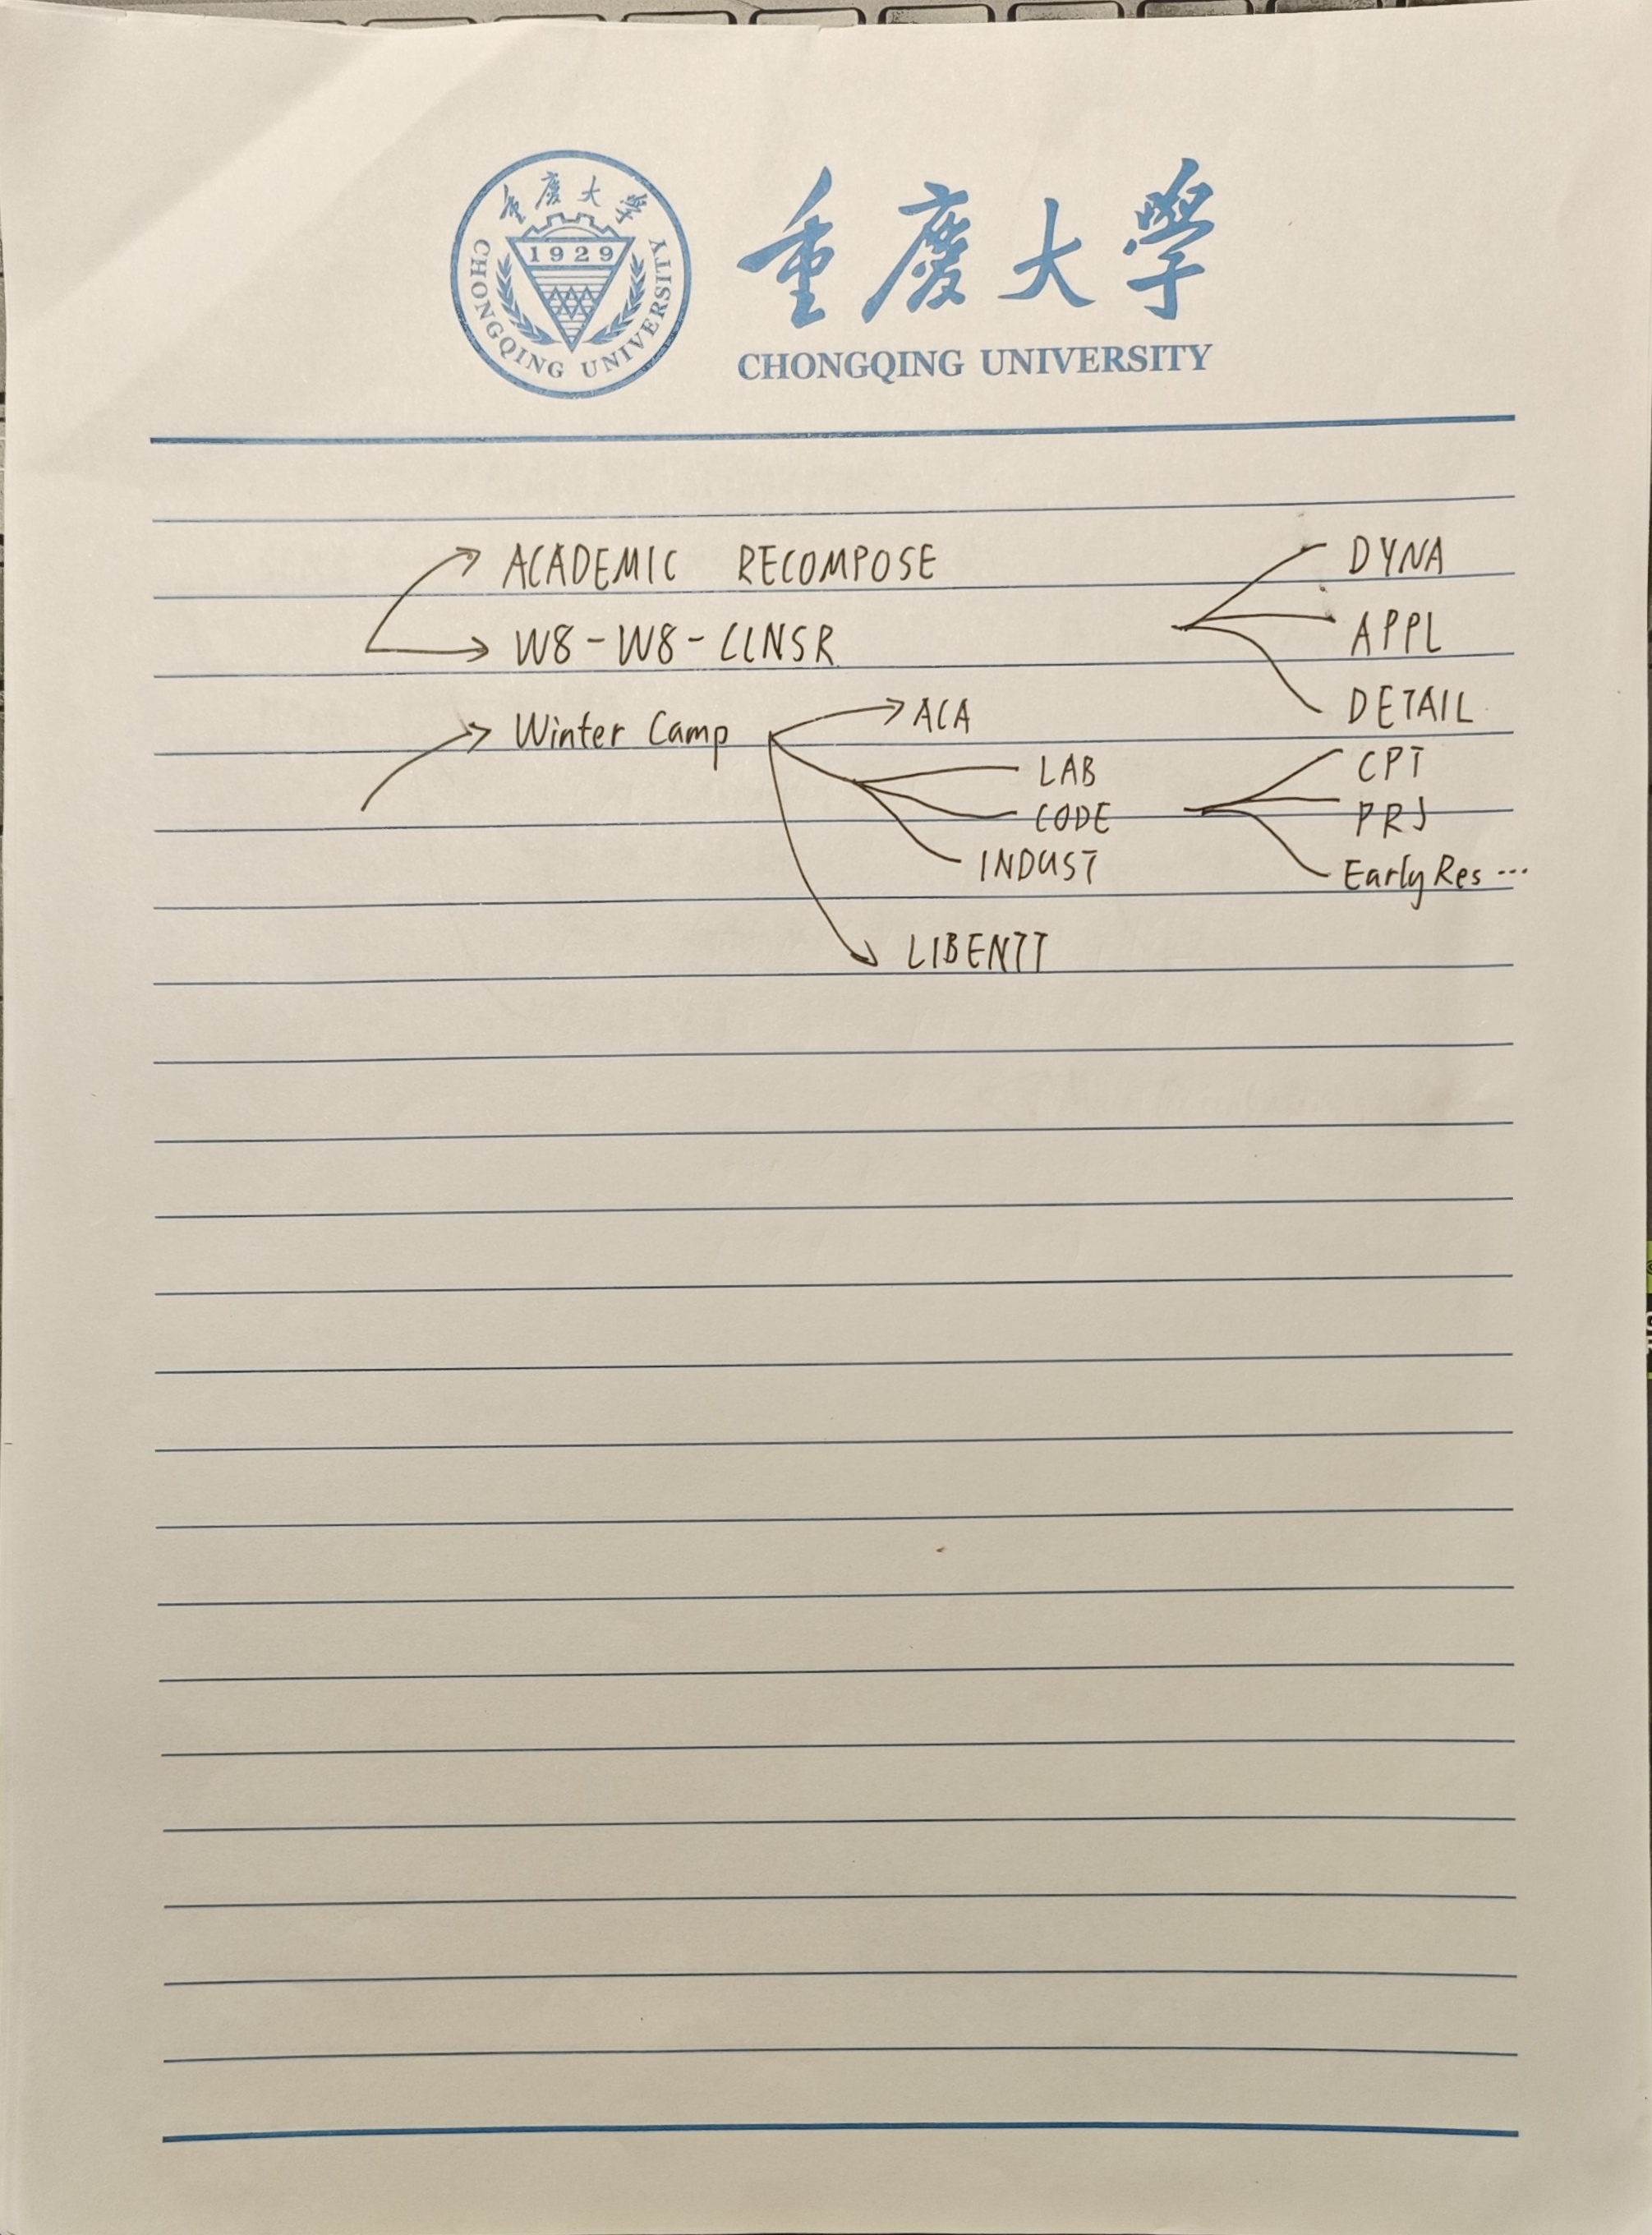 重慶大學
1929
CHONGQING UNIVERSITY
重慶大學
CHONGQING UNIVERSITY
ACADEMIC RECOMPOSE
W8-W8-CLNSR
Winter Camp
ACA
LAB
CODE
INDUST
LIBENTT
DYNA
APPL
DETAIL
CPT
PRJ
Early Res ...